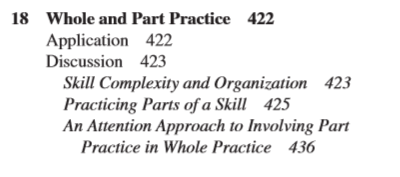 18 Whole and Part Practice 422
Application 422
Discussion 423
Skill Complexity and Organization 423
Practicing Parts of a Skill 425
An Attention Approach to Involving Part
Practice in Whole Practice 436